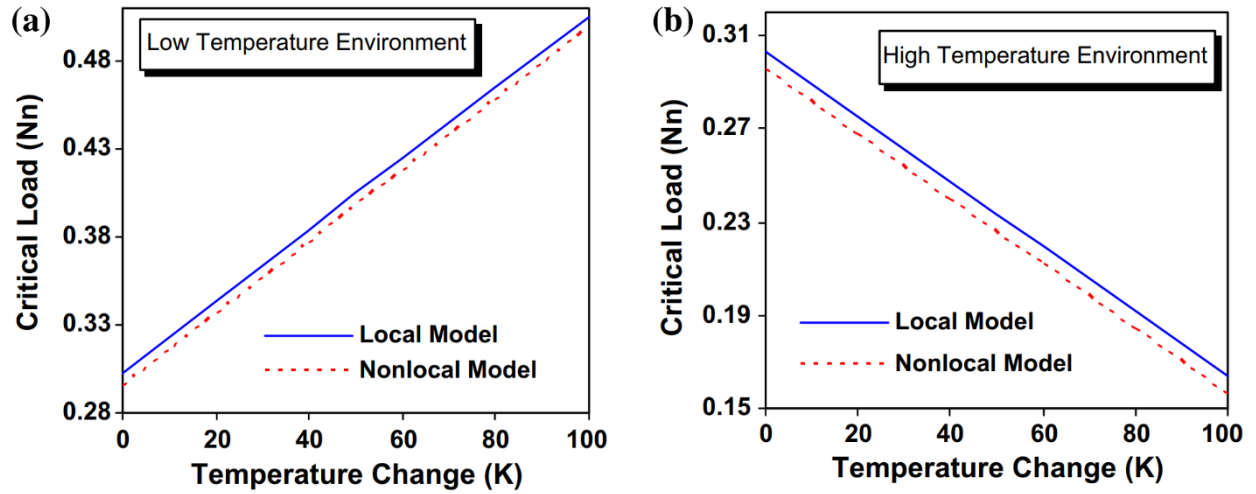 (a)
Low Temperature Environment
Critical Load (Nn)
0.48
0.43
0.38
0.33
0.28
Local Model
Nonlocal Model
0 20 40 60 80 100
Temperature Change (K)
(b)
High Temperature Environment
Critical Load (Nn)
0.31
0.27
0.23
0.19
0.15
Local Model
Nonlocal Model
0 20 40 60 80 100
Temperature Change (K)